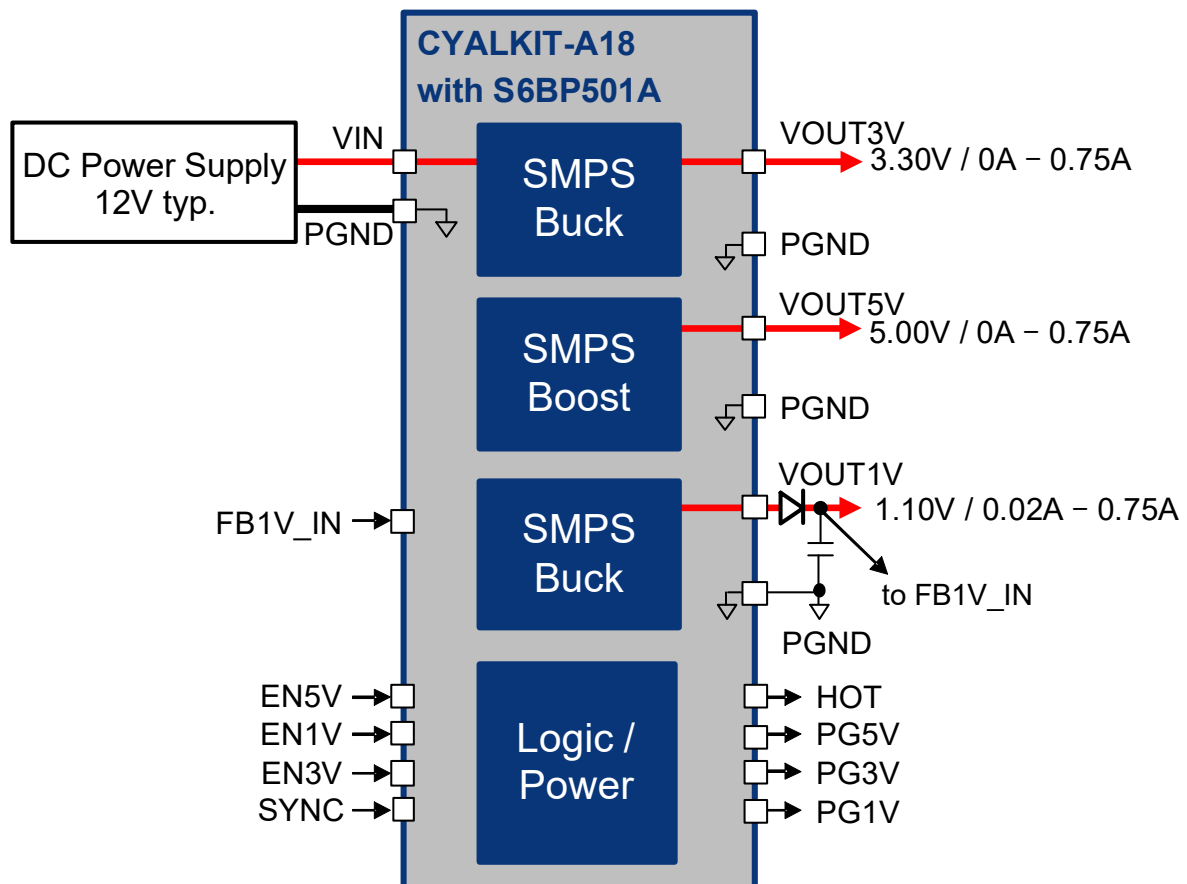 CYALKIT-A18
with S6BP501A
DC Power Supply
12V typ.
VIN
PGND
SMPS
Buck
VOUT3V
3.30V / 0A − 0.75A
PGND
SMPS
Boost
VOUT5V
5.00V / 0A − 0.75A
PGND
FB1V_IN
SMPS
Buck
VOUT1V
1.10V / 0.02A − 0.75A
to FB1V_IN
PGND
EN5V
EN1V
EN3V
SYNC
Logic /
Power
HOT
PG5V
PG3V
PG1V